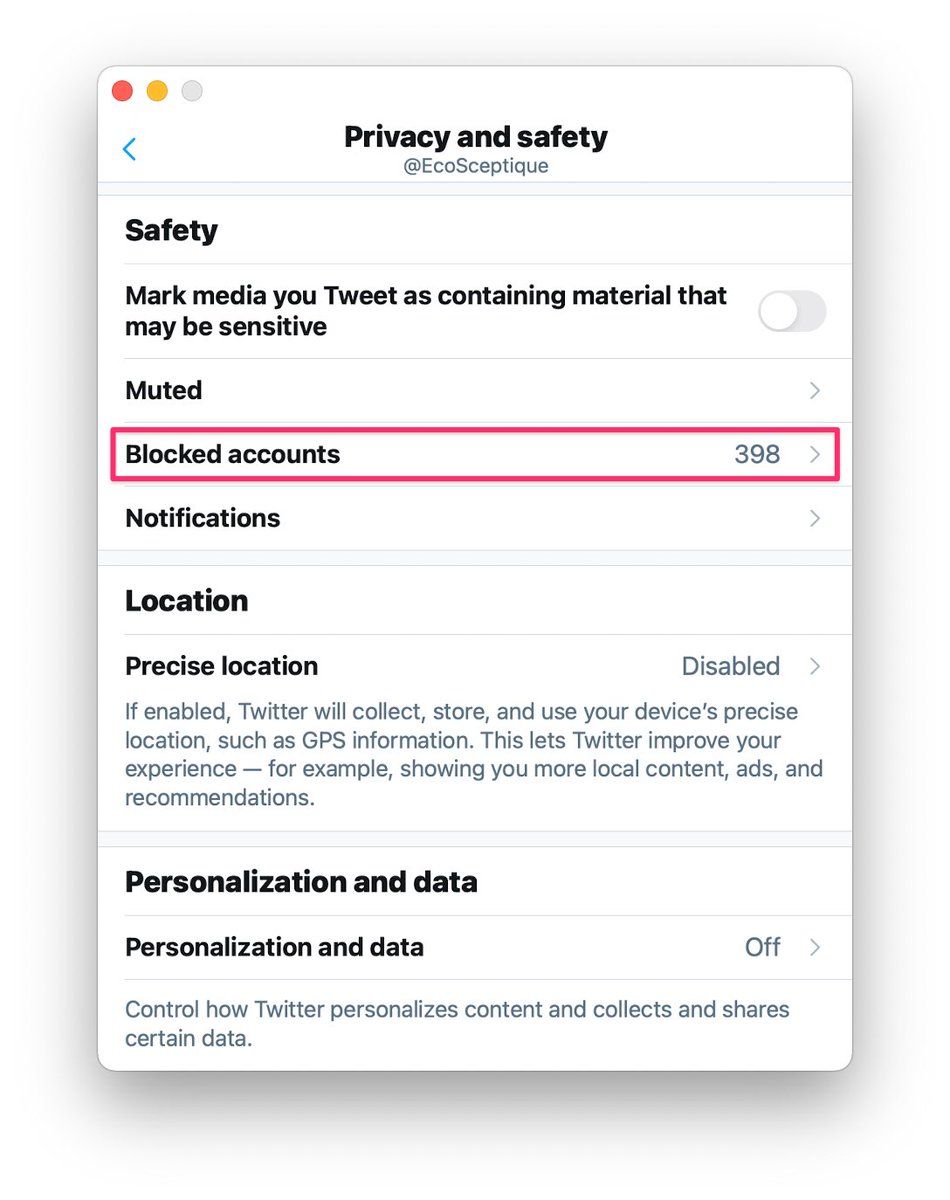 Privacy and safety
@EcoSceptique
Safety
Mark media you Tweet as containing material that
may be sensitive
Muted
Blocked accounts 398
Notifications
Location
Precise location Disabled
If enabled, Twitter will collect, store, and use your device’s precise
location, such as GPS information. This lets Twitter improve your
experience — for example, showing you more local content, ads, and
recommendations.
Personalization and data
Personalization and data Off
Control how Twitter personalizes content and collects and shares
certain data.